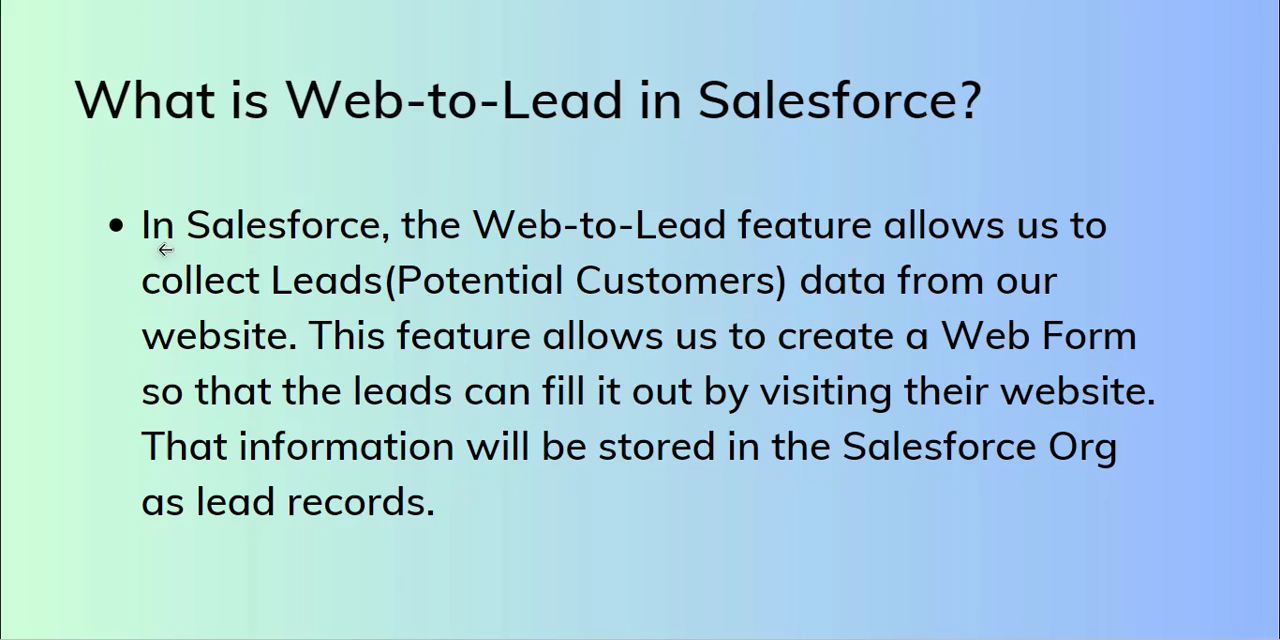 What is Web-to-Lead in Salesforce?
• In Salesforce, the Web-to-Lead feature allows us to
collect Leads(Potential Customers) data from our
website. This feature allows us to create a Web Form
so that the leads can fill it out by visiting their website.
That information will be stored in the Salesforce Org
as lead records.